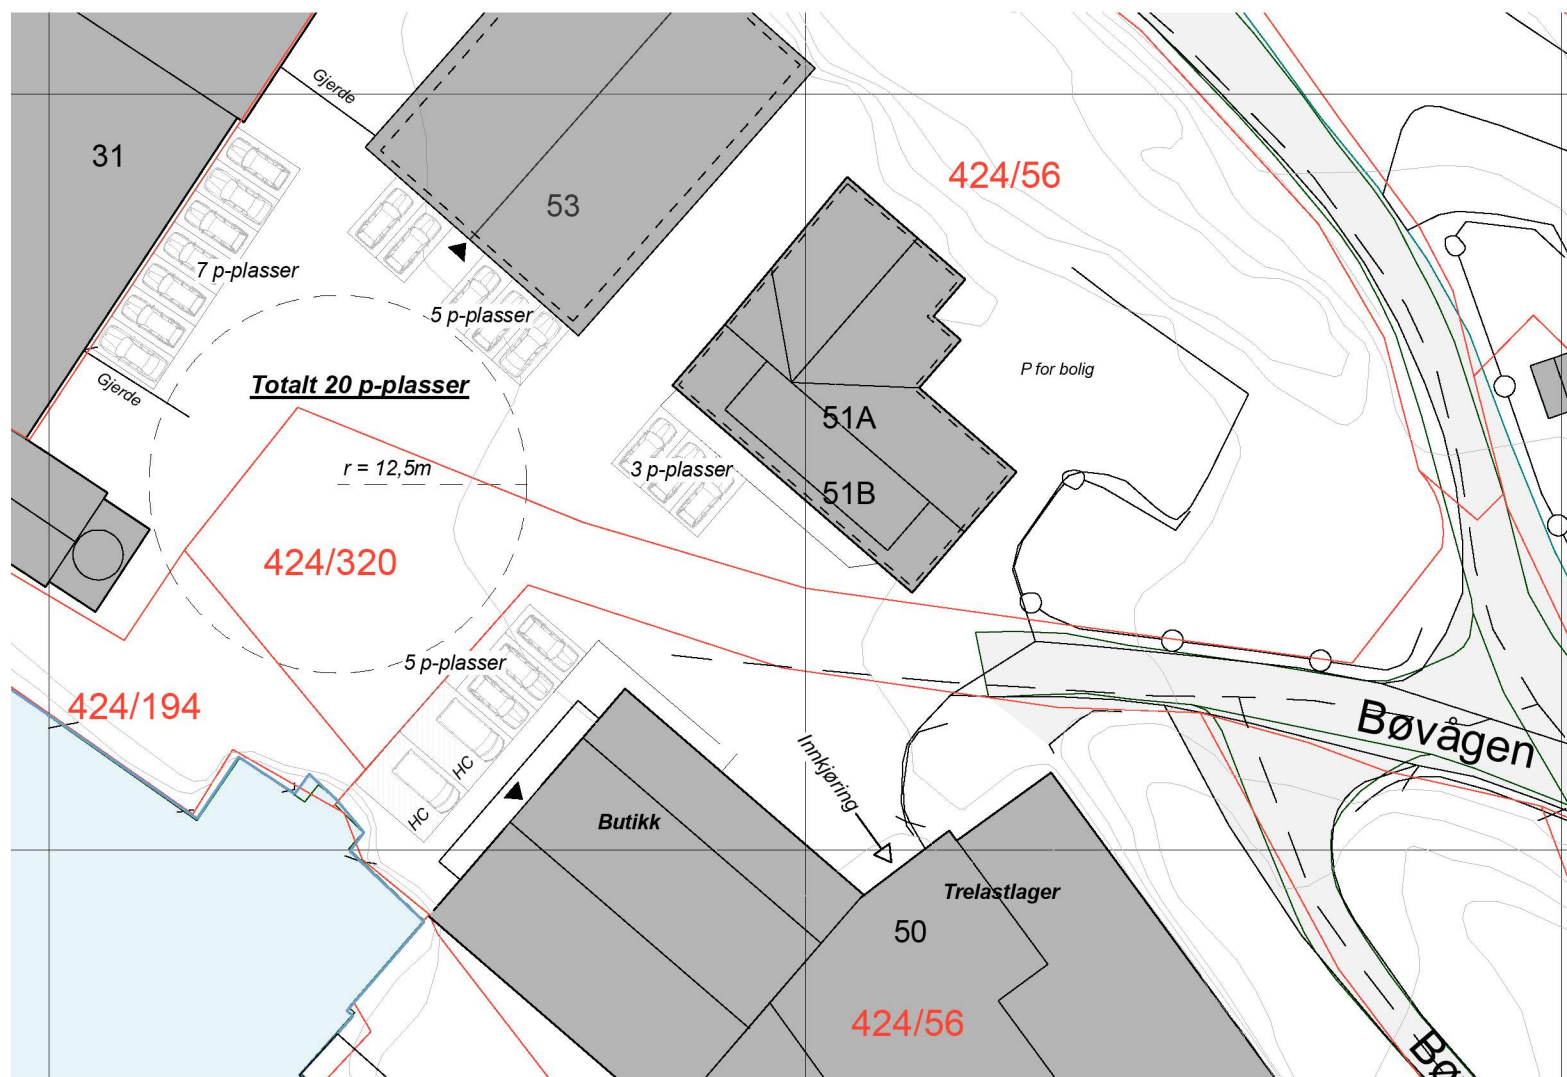 Gjerde
31
424/56
53
7 p-plasser
5 p-plasser
P for bolig
Gjerde
Totalt 20 p-plasser
51A
r = 12,5m
3 p-plasser
51B
424/320
5 p-plasser
424/194
Bøvågen
HC
Innkjøring
HC
Butikk
Trelastlager
50
424/56
Bø